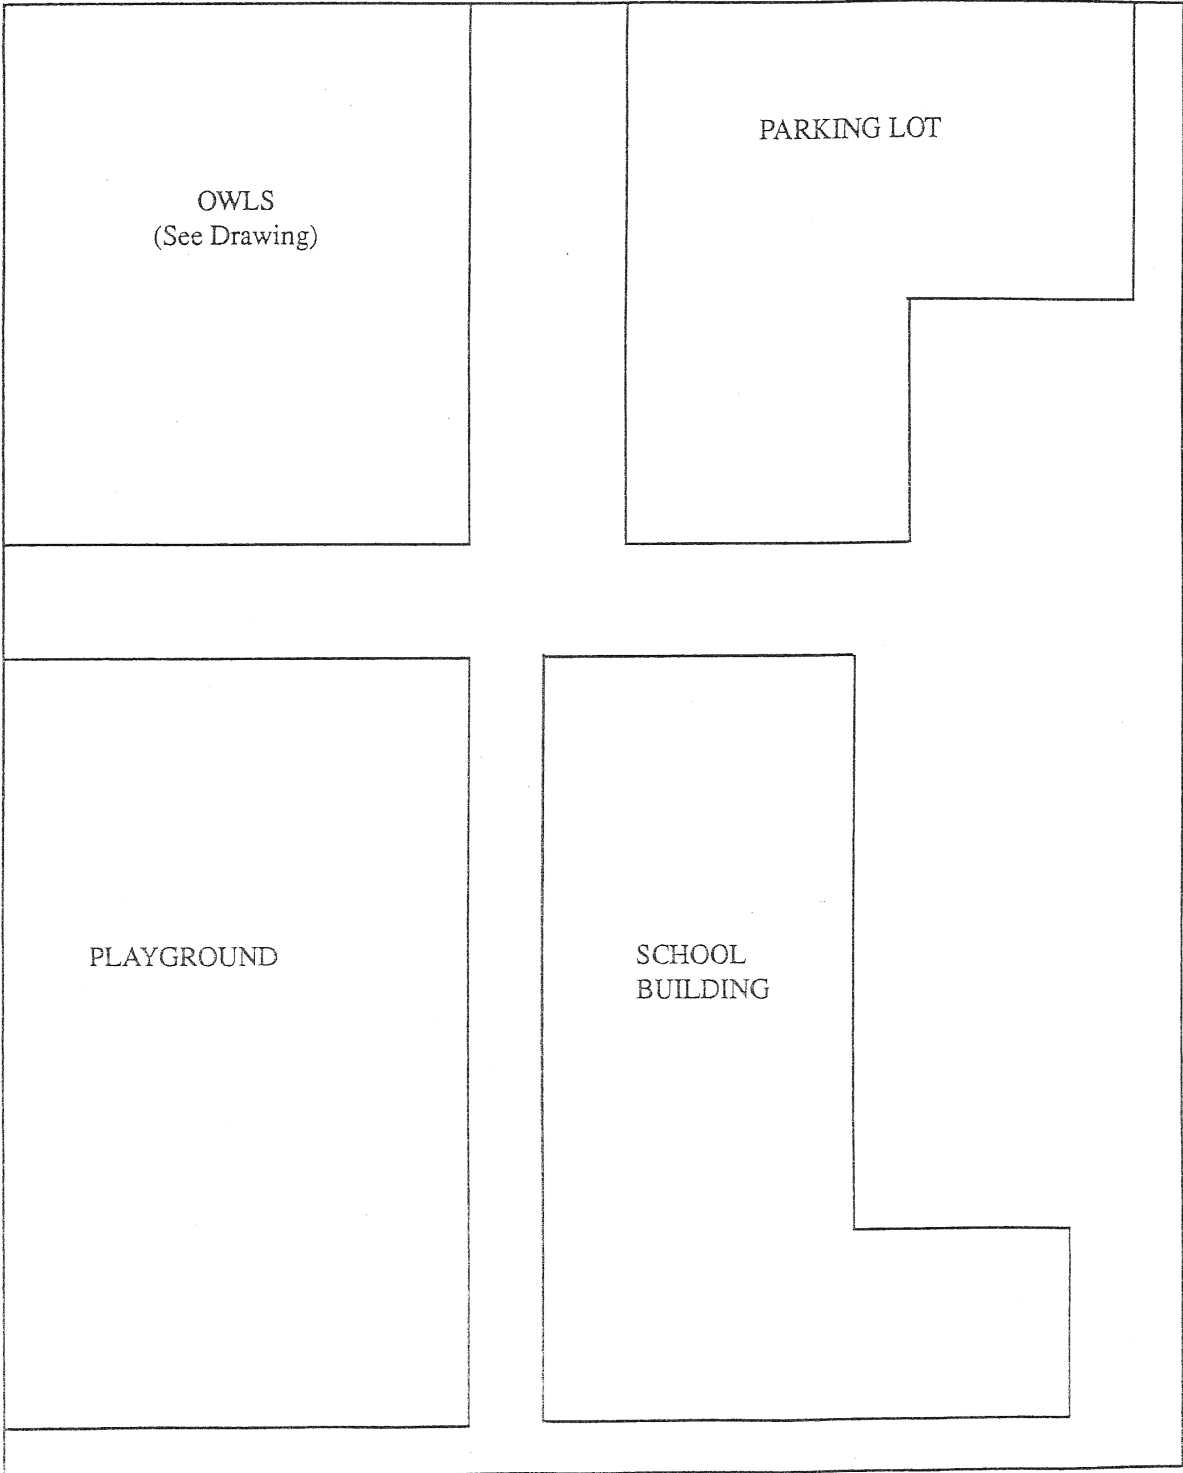 PARKING LOT
OWLS
(See Drawing)
PLAYGROUND
SCHOOL
BUILDING